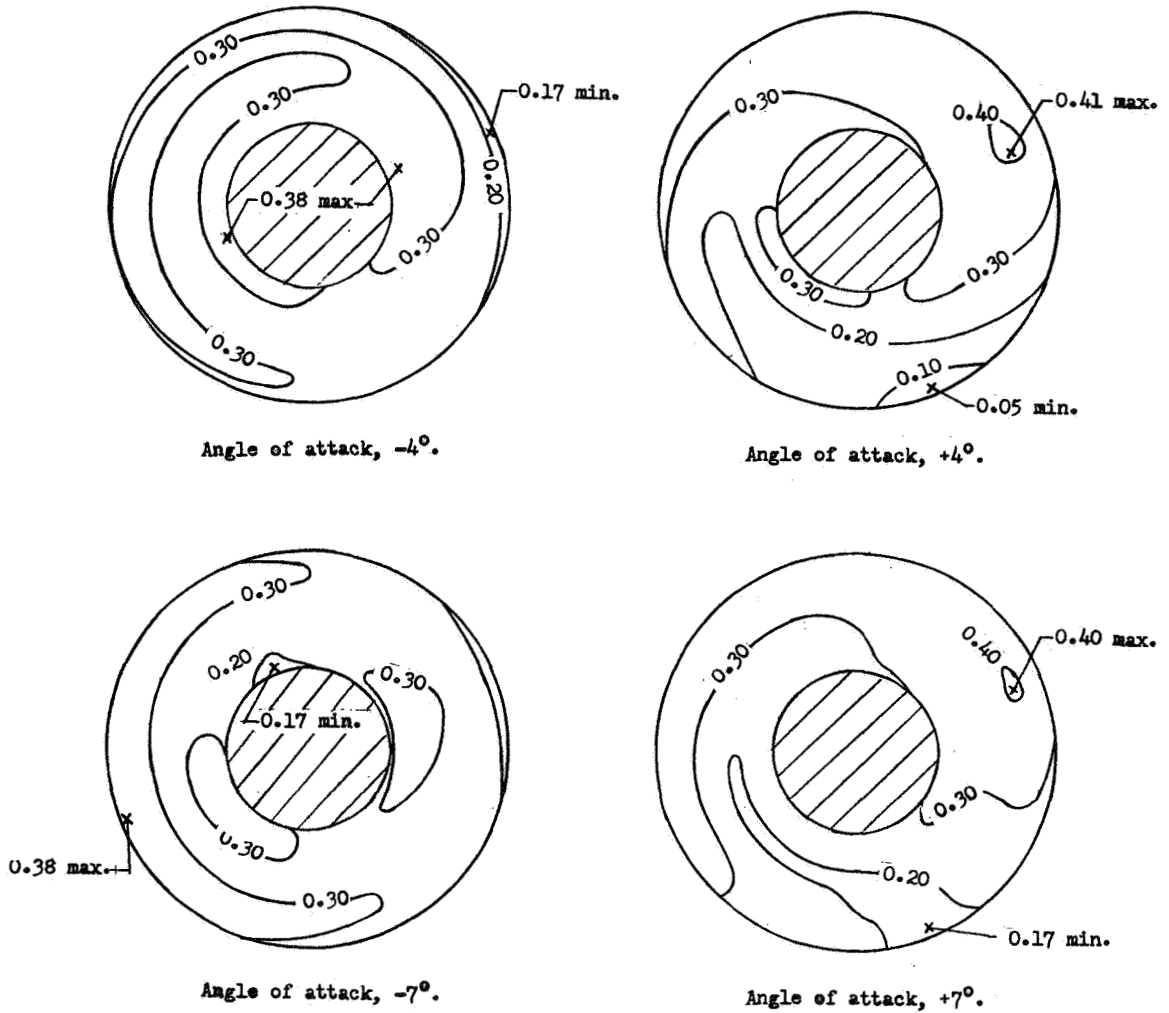 0.30
0.30
0.17 min.
0.20
0.38 max.
0.30
0.30
Angle of attack, -4°.
0.30
0.40
0.41 max.
0.30
0.30
0.20
0.10
0.05 min.
Angle of attack, +4°.
0.30
0.20
0.30
0.17 min.
0.30
0.38 max.
0.30
Angle of attack, -7°.
0.30
0.40
0.40 max.
0.30
0.20
0.17 min.
Angle of attack, +7°.